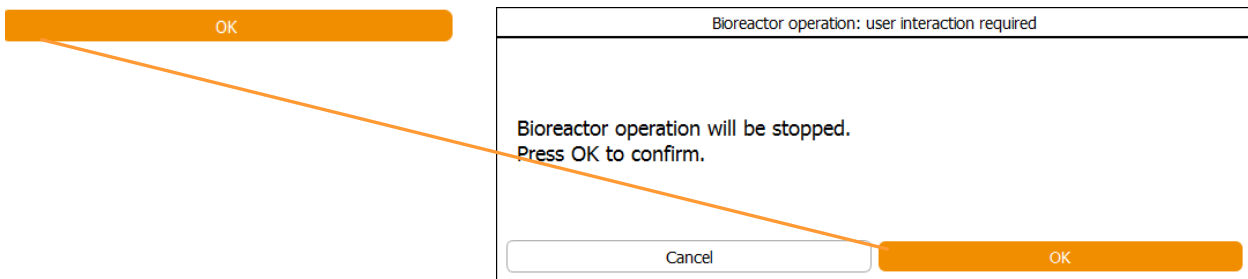 OK
Bioreactor operation: user interaction required
Bioreactor operation will be stopped.
Press OK to confirm.
Cancel
OK